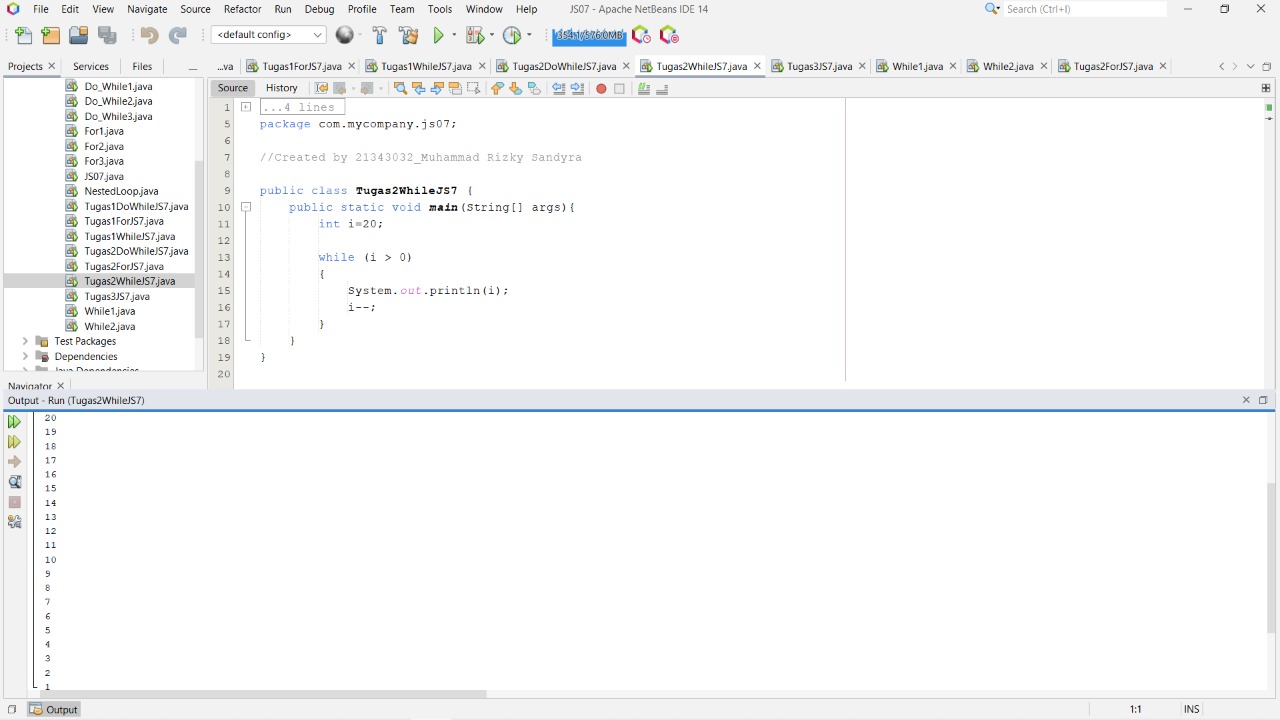 File Edit View Navigate Source Refactor Run Debug Profile Team Tools Window Help JS07 - Apache NetBeans IDE 14 Search (Ctrl+I)
<default config> 354.1/576.0MB
Projects Services Files ...va Tugas1ForJS7.java Tugas1WhileJS7.java Tugas2DoWhileJS7.java Tugas2WhileJS7.java Tugas3JS7.java While1.java While2.java Tugas2ForJS7.java
Source History
Do_While1.java
Do_While2.java
Do_While3.java
For1.java
For2.java
For3.java
JS07.java
NestedLoop.java
Tugas1DoWhileJS7.java
Tugas1ForJS7.java
Tugas1WhileJS7.java
Tugas2DoWhileJS7.java
Tugas2ForJS7.java
Tugas2WhileJS7.java
Tugas3JS7.java
While1.java
While2.java
Test Packages
Dependencies
Java Dependencies
Navigator
1 ...4 lines
5 package com.mycompany.js07;
6
7 //Created by 21343032_Muhammad Rizky Sandyra
8
9 public class Tugas2WhileJS7 {
10 public static void main(String[] args){
11 int i=20;
12
13 while (i > 0)
14 {
15 System.out.println(i);
16 i--;
17 }
18 }
19 }
20
Output - Run (Tugas2WhileJS7)
20
19
18
17
16
15
14
13
12
11
10
9
8
7
6
5
4
3
2
1
Output 1:1 INS